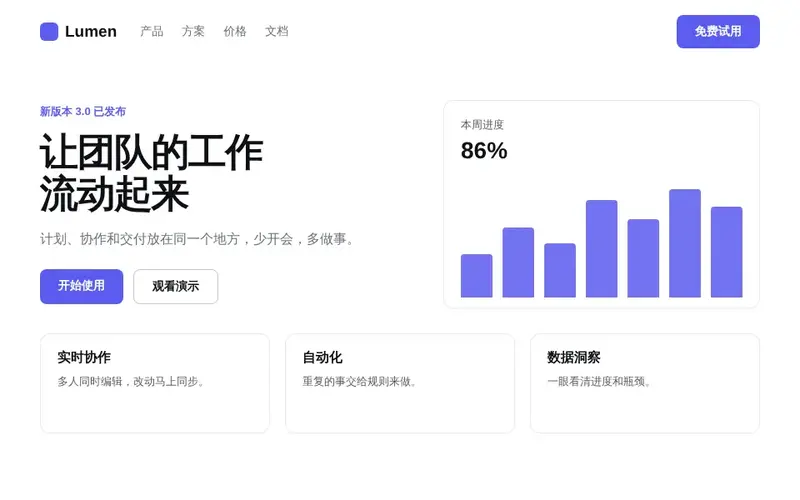 Lumen
产品
方案
价格
文档
免费试用
新版本 3.0 已发布
让团队的工作
流动起来
计划、协作和交付放在同一个地方，少开会，多做事。
开始使用
观看演示
本周进度
86%
实时协作
多人同时编辑，改动马上同步。
自动化
重复的事交给规则来做。
数据洞察
一眼看清进度和瓶颈。